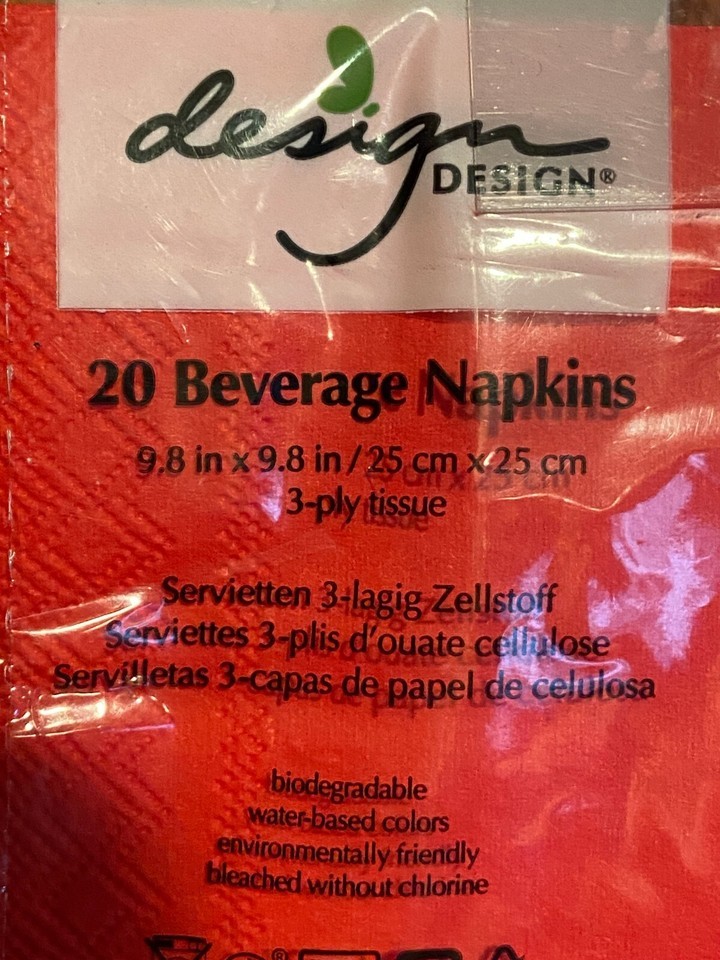 design
DESIGN®
20 Beverage Napkins
9.8 in x 9.8 in / 25 cm x 25 cm
3-ply tissue
Servietten 3-lagig Zellstoff
Serviettes 3-plis d'ouate cellulose
Servilletas 3-capas de papel de celulosa
biodegradable
water-based colors
environmentally friendly
bleached without chlorine
®